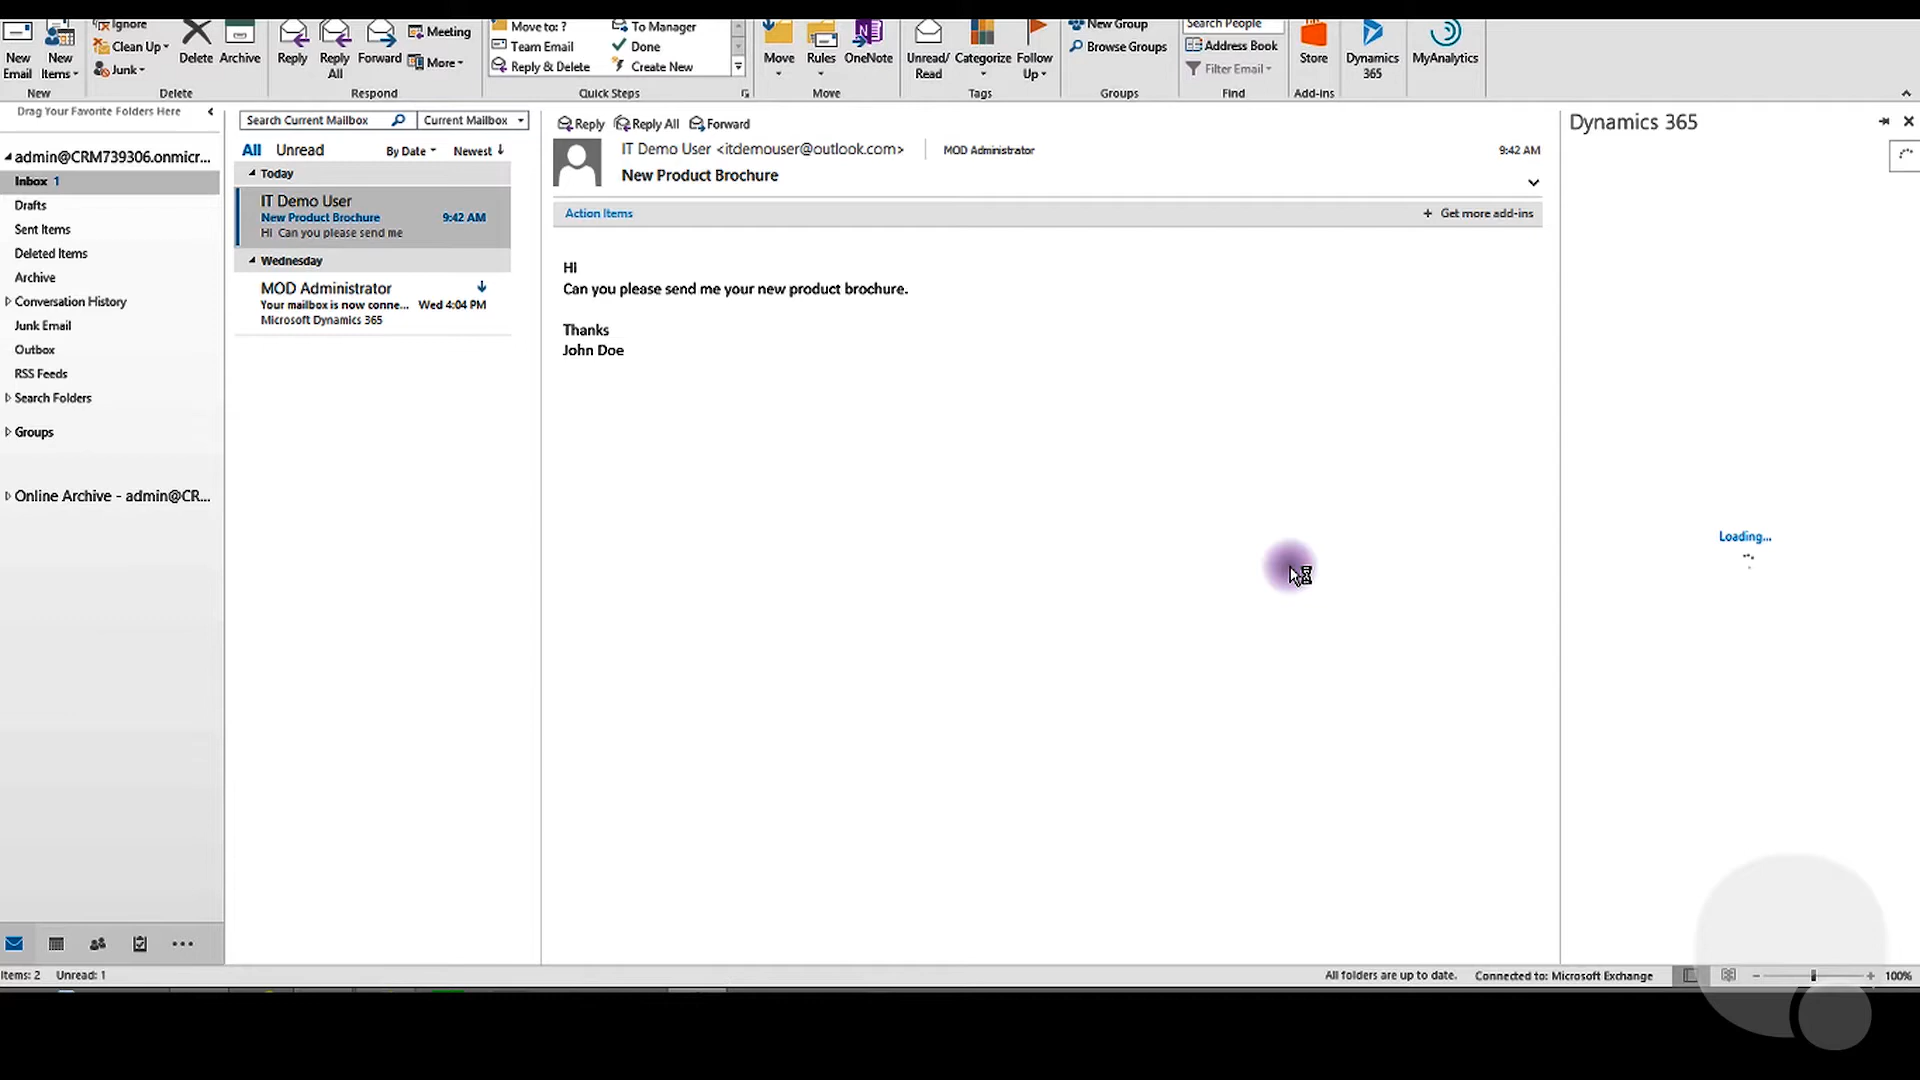 New Email
New Items
New
Ignore
Clean Up
Junk
Delete
Archive
Delete
Reply
Reply All
Forward
Meeting
More
Respond
Move to: ?
Team Email
Reply & Delete
To Manager
Done
Create New
Quick Steps
Move
Rules
OneNote
Move
Unread/ Read
Categorize
Follow Up
Tags
New Group
Browse Groups
Groups
Search People
Address Book
Filter Email
Find
Store
Add-ins
Dynamics 365
MyAnalytics
Drag Your Favorite Folders Here
admin@CRM739306.onmicr...
Inbox 1
Drafts
Sent Items
Deleted Items
Archive
Conversation History
Junk Email
Outbox
RSS Feeds
Search Folders
Groups
Online Archive - admin@CR...
Search Current Mailbox
Current Mailbox
All Unread
By Date Newest
Today
IT Demo User
New Product Brochure 9:42 AM
Hi Can you please send me
Wednesday
MOD Administrator
Your mailbox is now conne... Wed 4:04 PM
Microsoft Dynamics 365
Reply Reply All Forward
IT Demo User <itdemouser@outlook.com> MOD Administrator 9:42 AM
New Product Brochure
Action Items + Get more add-ins
Hi
Can you please send me your new product brochure.
Thanks
John Doe
Dynamics 365
Loading...
Items: 2 Unread: 1
All folders are up to date. Connected to: Microsoft Exchange 100%